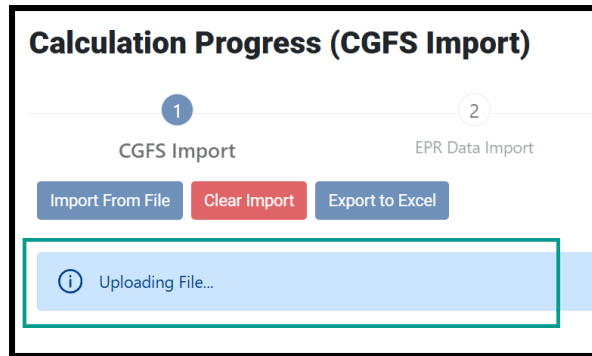 Calculation Progress (CGFS Import)
1
2
CGFS Import
EPR Data Import
Import From File
Clear Import
Export to Excel
Uploading File...